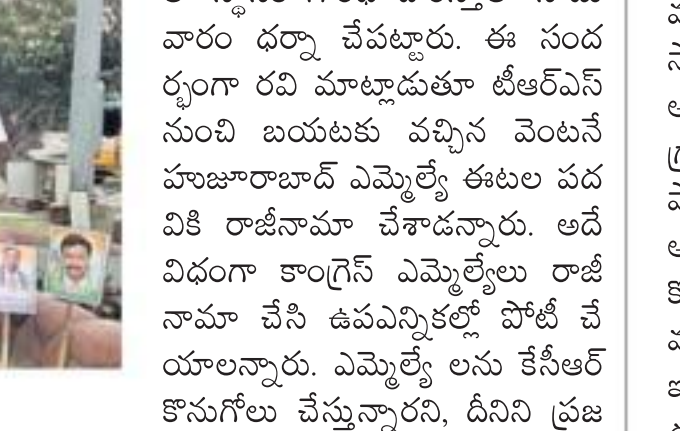 వారం ధర్నా చేపట్టారు. ఈ సంద
ర్భంగా రవి మాట్లాడుతూ టీఆర్ఎస్
నుంచి బయటకు వచ్చిన వెంటనే
హుజూరాబాద్ ఎమ్మెల్యే ఈటల పద
వికి రాజీనామా చేశాడన్నారు. అదే
విధంగా కాంగ్రెస్ ఎమ్మెల్యేలు రాజీ
నామా చేసి ఉపఎన్నికల్లో పోటీ చే
యాలన్నారు. ఎమ్మెల్యే లను కేసీఆర్
కొనుగోలు చేస్తున్నారని, దీనిని ప్రజ